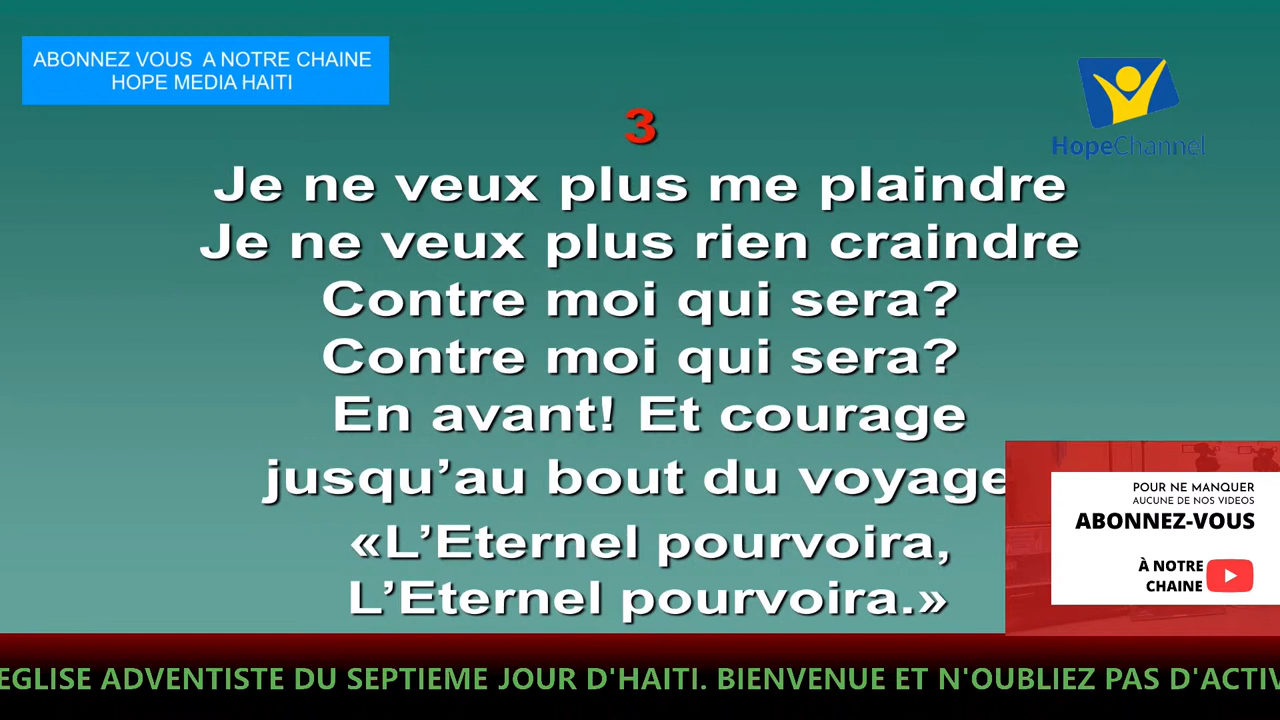 ABONNEZ VOUS A NOTRE CHAINE
HOPE MEDIA HAITI
HopeChannel
3
Je ne veux plus me plaindre
Je ne veux plus rien craindre
Contre moi qui sera?
Contre moi qui sera?
En avant! Et courage
jusqu’au bout du voyage
«L’Eternel pourvoira,
L’Eternel pourvoira.»
POUR NE MANQUER
AUCUNE DE NOS VIDEOS
ABONNEZ-VOUS
À NOTRE
CHAINE
EGLISE ADVENTISTE DU SEPTIEME JOUR D'HAITI. BIENVENUE ET N'OUBLIEZ PAS D'ACTIV